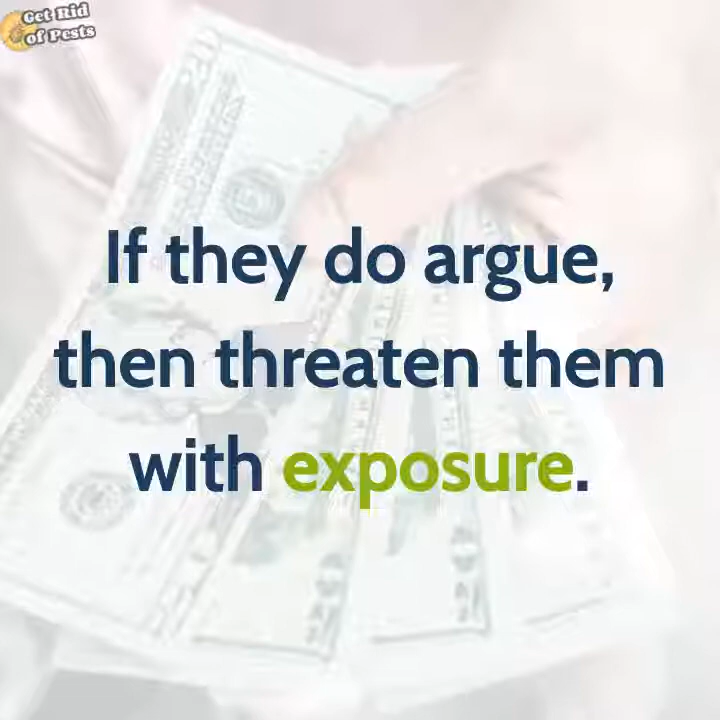 Get Rid
of Pests
If they do argue,
then threaten them
with exposure.